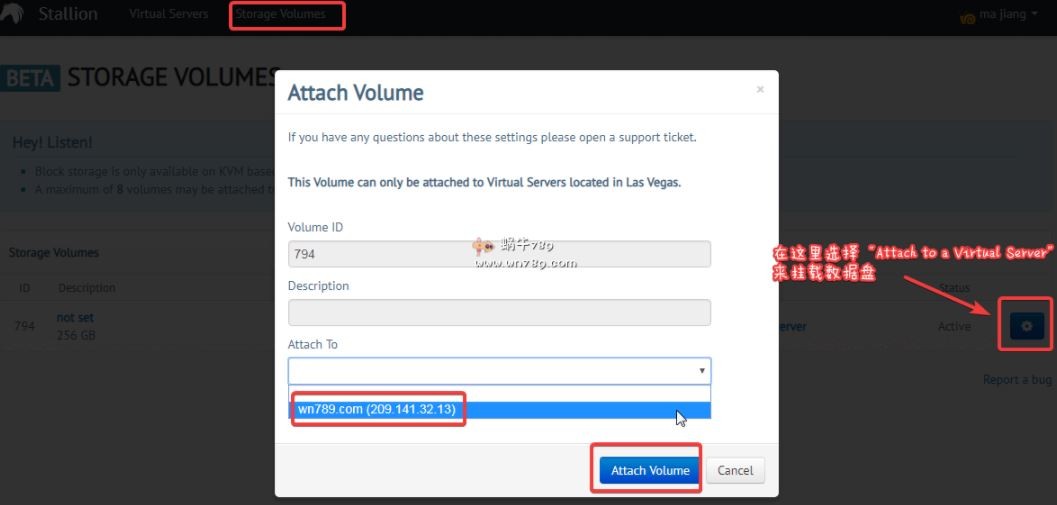 Stallion
Virtual Servers
Storage Volumes
ma jiang
BETA STORAGE VOLUMES
Attach Volume
×
Hey! Listen!
If you have any questions about these settings please open a support ticket.
Block storage is only available on KVM
A maximum of 8 volumes may be attached
This Volume can only be attached to Virtual Servers located in Las Vegas.
Volume ID
794
蜗牛789
www.wn789.com
Storage Volumes
在这里选择 "Attach to a Virtual Server"
来挂载数据盘
ID
Description
Status
Description
794
not set
256 GB
Active
Attach To
Report a bug
wn789.com (209.141.32.13)
Attach Volume
Cancel